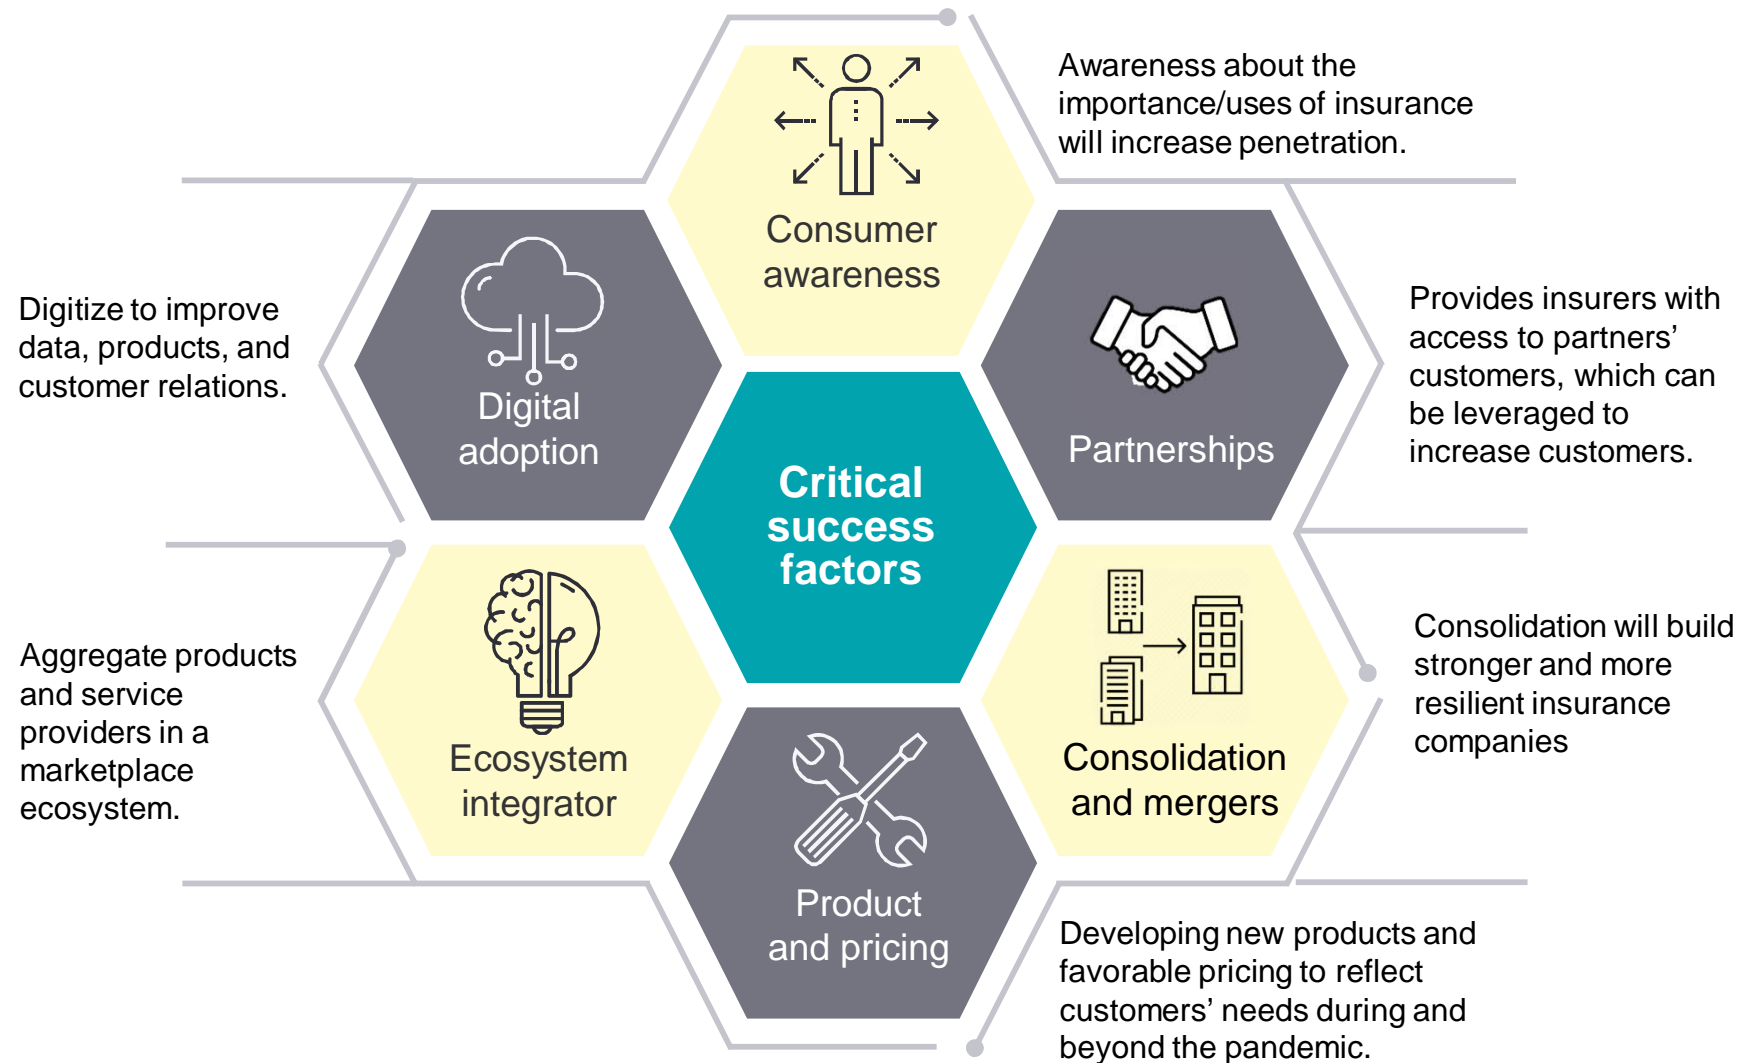 Awareness about the
importance/uses of insurance
will increase penetration.
Consumer
awareness
Digitize to improve
data, products, and
customer relations.
Digital
adoption
Provides insurers with
access to partners’
customers, which can
be leveraged to
increase customers.
Partnerships
Critical
success
factors
Aggregate products
and service
providers in a
marketplace
ecosystem.
Ecosystem
integrator
Consolidation
and mergers
Consolidation will build
stronger and more
resilient insurance
companies
Product
and pricing
Developing new products and
favorable pricing to reflect
customers’ needs during and
beyond the pandemic.